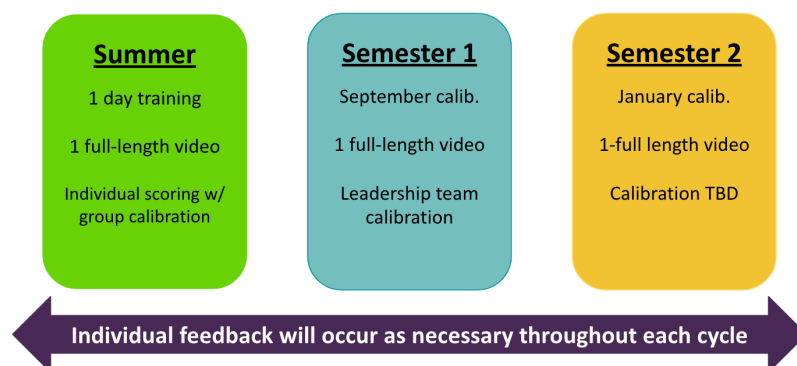 Summer
1 day training
1 full-length video
Individual scoring w/
group calibration
Semester 1
September calib.
1 full-length video
Leadership team
calibration
Semester 2
January calib.
1-full length video
Calibration TBD
Individual feedback will occur as necessary throughout each cycle